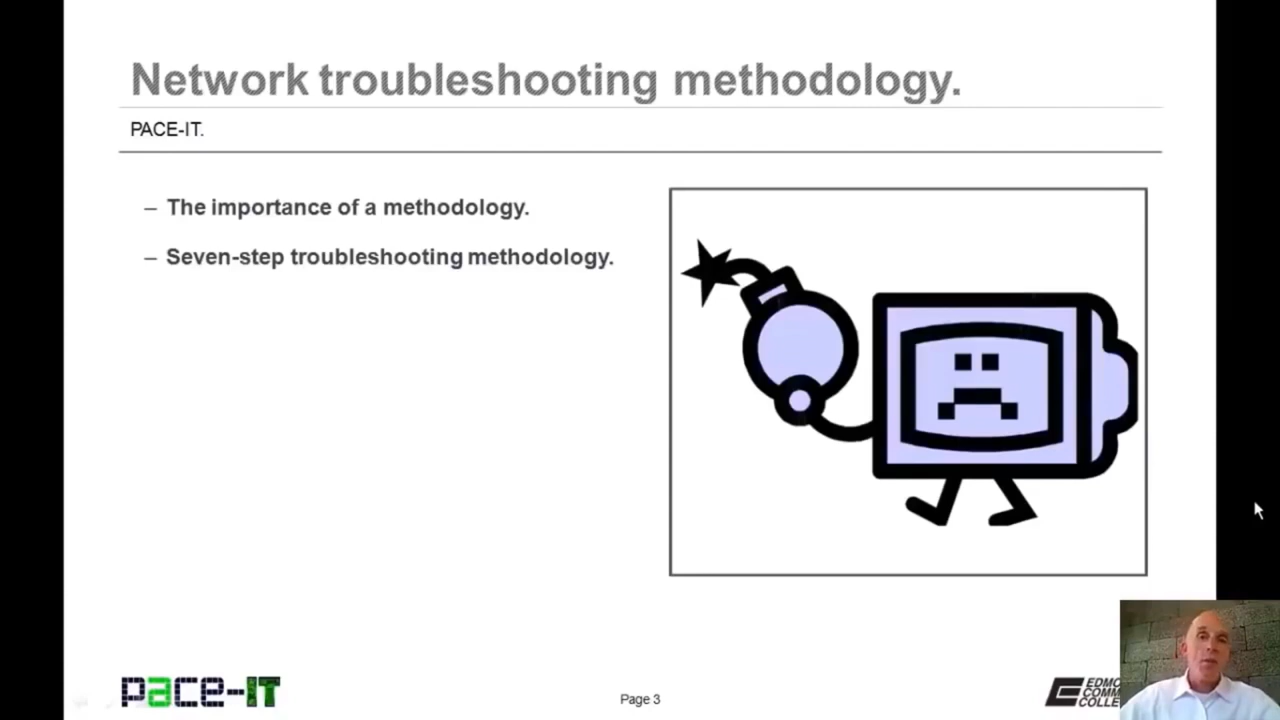 Network troubleshooting methodology.
PACE-IT.
– The importance of a methodology.
– Seven-step troubleshooting methodology.
pace-IT
Page 3